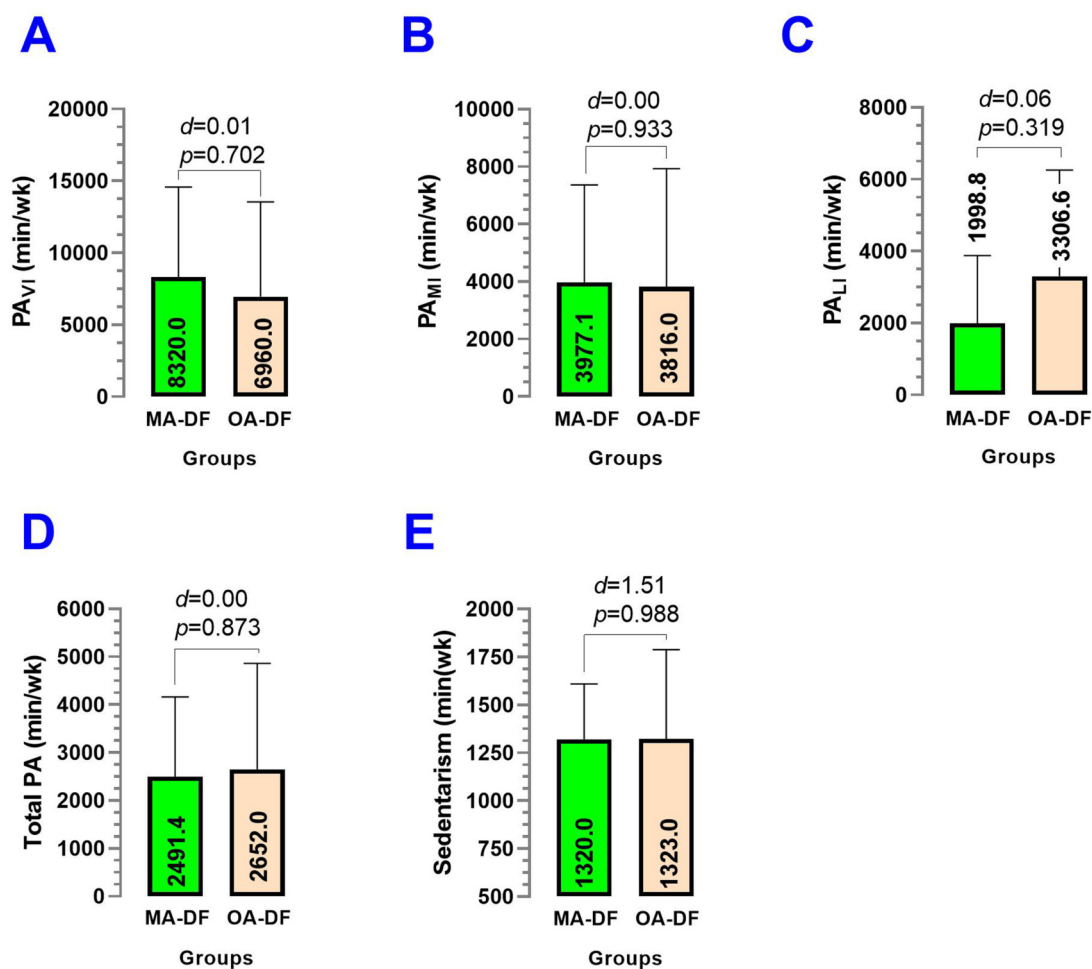 A
PA_VI (min/wk)
20000
15000
10000
5000
0
d=0.01
p=0.702
8320.0
6960.0
MA-DF OA-DF
Groups
B
PA_MI (min/wk)
10000
8000
6000
4000
2000
0
d=0.00
p=0.933
3977.1
3816.0
MA-DF OA-DF
Groups
C
PA_LI (min/wk)
8000
6000
4000
2000
0
d=0.06
p=0.319
1998.8
3306.6
MA-DF OA-DF
Groups
D
Total PA (min/wk)
6000
5000
4000
3000
2000
1000
0
d=0.00
p=0.873
2491.4
2652.0
MA-DF OA-DF
Groups
E
Sedentarism (min(wk)
2000
1750
1500
1250
1000
750
500
d=1.51
p=0.988
1320.0
1323.0
MA-DF OA-DF
Groups